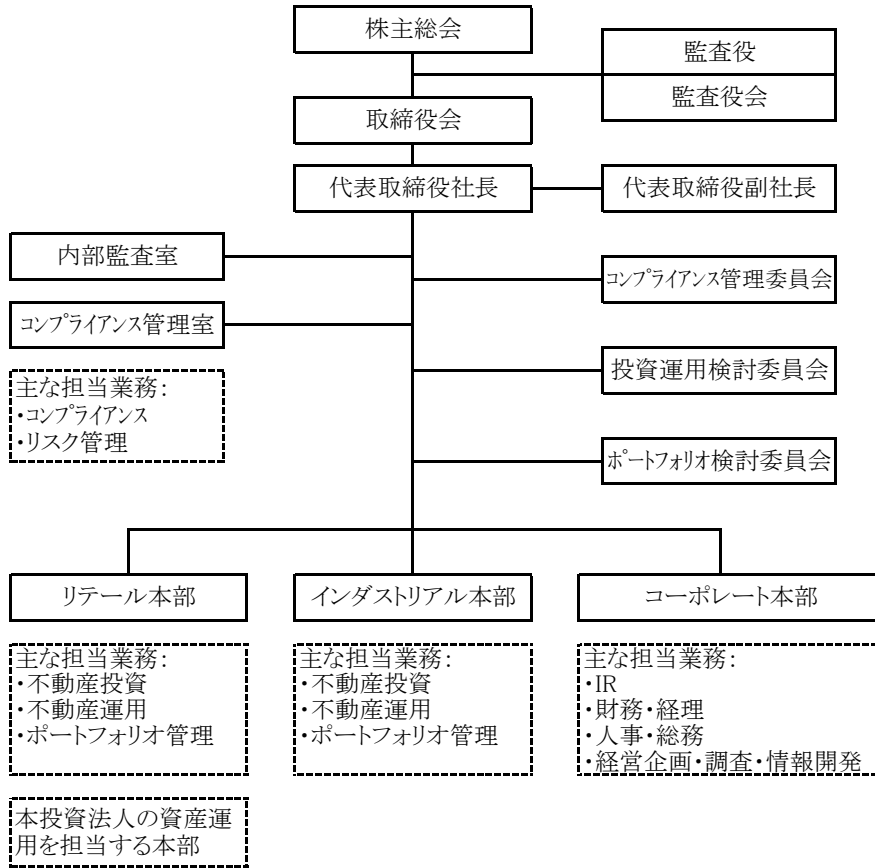 株主総会
監査役
監査役会
取締役会
代表取締役社長
代表取締役副社長
内部監査室
コンプライアンス管理委員会
コンプライアンス管理室
主な担当業務:
・コンプライアンス
・リスク管理
投資運用検討委員会
ポートフォリオ検討委員会
リテール本部
インダストリアル本部
コーポレート本部
主な担当業務:
・不動産投資
・不動産運用
・ポートフォリオ管理
主な担当業務:
・不動産投資
・不動産運用
・ポートフォリオ管理
主な担当業務:
・IR
・財務・経理
・人事・総務
・経営企画・調査・情報開発
本投資法人の資産運
用を担当する本部